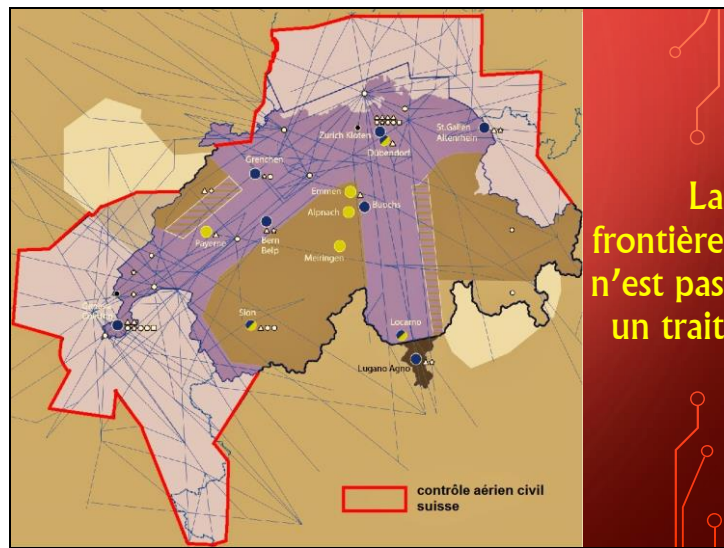 Zurich Kloten
St.Gallen
Altenrhein
Dübendorf
Grenchen
Emmen
Buochs
Alpnach
Payerne
Bern
Belp
Meiringen
Sion
Locarno
Lugano Agno
contrôle aérien civil
suisse
La
frontière
n'est pas
un trait